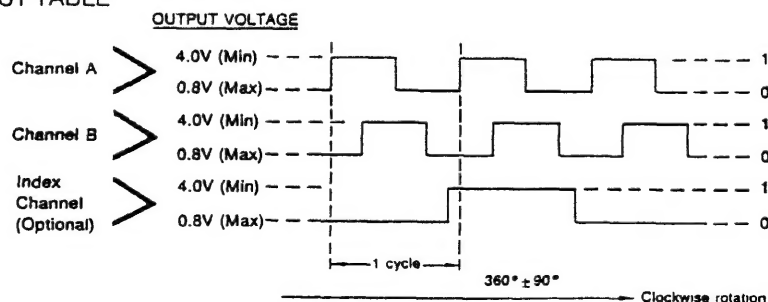 OUTPUT VOLTAGE
Channel A
4.0V (Min)
0.8V (Max)
1
0
Channel B
4.0V (Min)
0.8V (Max)
1
0
Index
Channel
(Optional)
4.0V (Min)
0.8V (Max)
1
0
1 cycle
360° ± 90°
Clockwise rotation